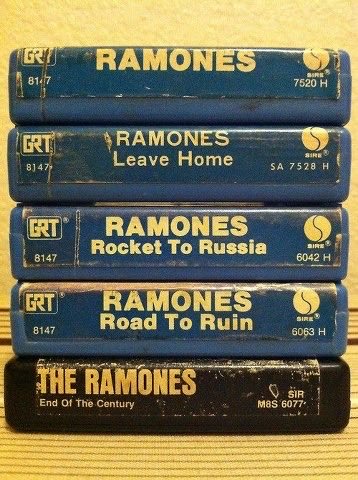 GRT®
8147
RAMONES
SIRE
7520 H
GRT
8147
RAMONES
Leave Home
SIRE®
SA 7528 H
GRT®
8147
RAMONES
Rocket To Russia
SIRE®
6042 H
GRT®
8147
RAMONES
Road To Ruin
SIRE®
6063 H
THE RAMONES
End Of The Century
SIR
M8S 6077